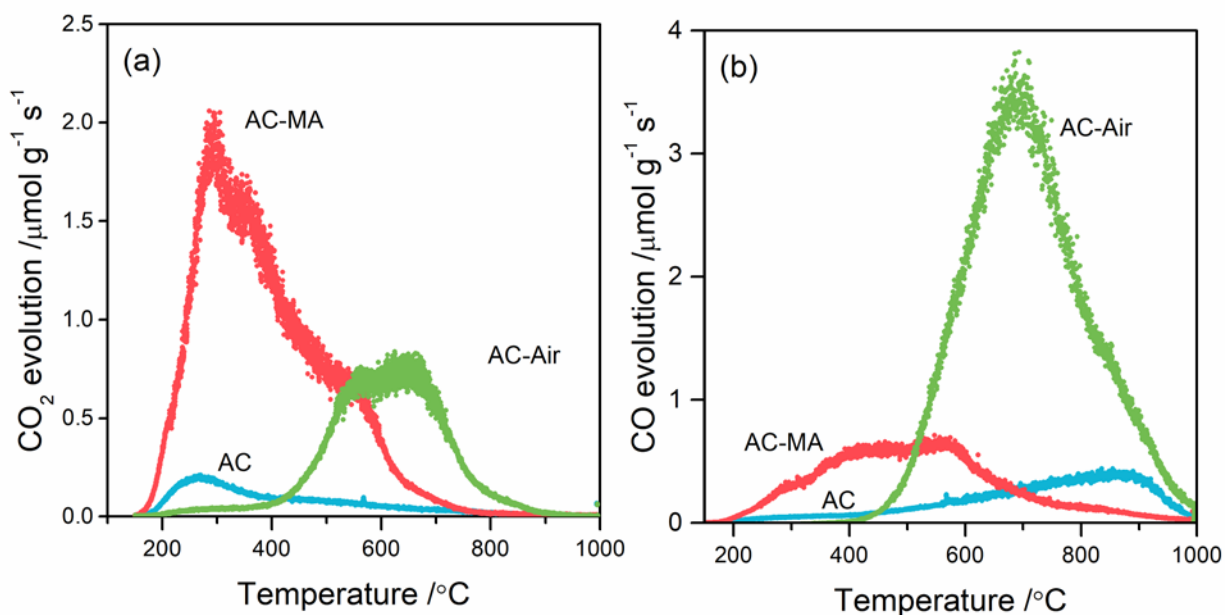 (a)
AC-MA
AC-Air
AC
CO₂ evolution /μmol g⁻¹ s⁻¹
2.5
2.0
1.5
1.0
0.5
0.0
200 400 600 800 1000
Temperature /°C
(b)
AC-Air
AC-MA
AC
CO evolution /μmol g⁻¹ s⁻¹
4
3
2
1
0
200 400 600 800 1000
Temperature /°C